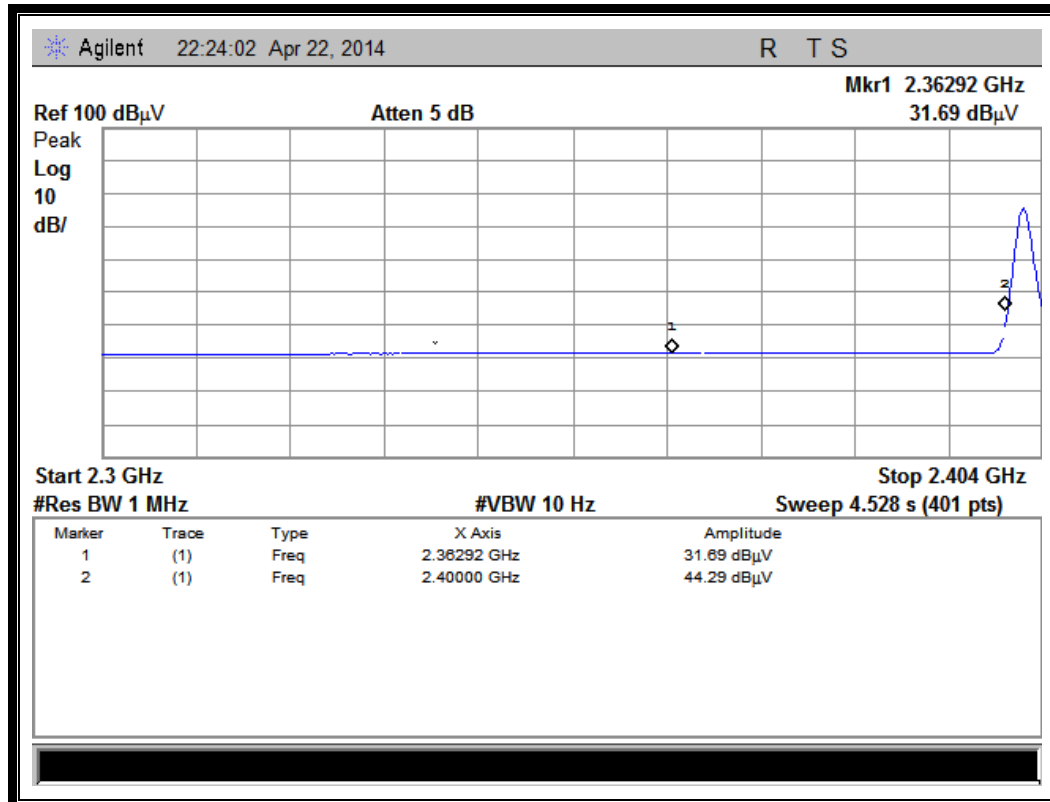 Agilent 22:24:02 Apr 22, 2014 R T S
Mkr1 2.36292 GHz
Ref 100 dBμV Atten 5 dB 31.69 dBμV
Peak
Log
10
dB/
2
1
Start 2.3 GHz Stop 2.404 GHz
#Res BW 1 MHz #VBW 10 Hz Sweep 4.528 s (401 pts)
Marker Trace Type X Axis Amplitude
1 (1) Freq 2.36292 GHz 31.69 dBμV
2 (1) Freq 2.40000 GHz 44.29 dBμV